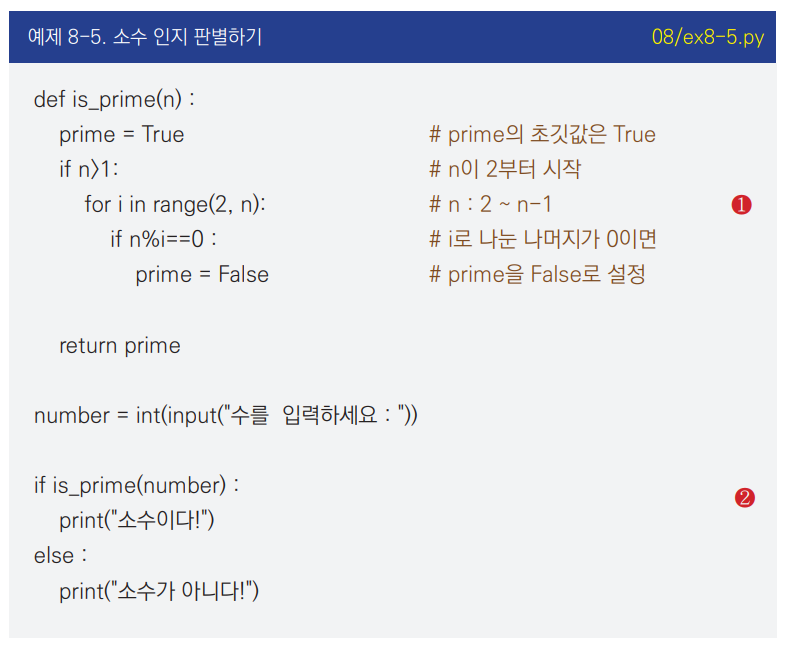 예제 8-5. 소수 인지 판별하기 08/ex8-5.py
def is_prime(n) :
prime = True # prime의 초깃값은 True
if n>1: # n이 2부터 시작
for i in range(2, n): # n : 2 ~ n-1 ❶
if n%i==0 : # i로 나눈 나머지가 0이면
prime = False # prime을 False로 설정
return prime
number = int(input("수를 입력하세요 : "))
if is_prime(number) : ❷
print("소수이다!")
else :
print("소수가 아니다!")